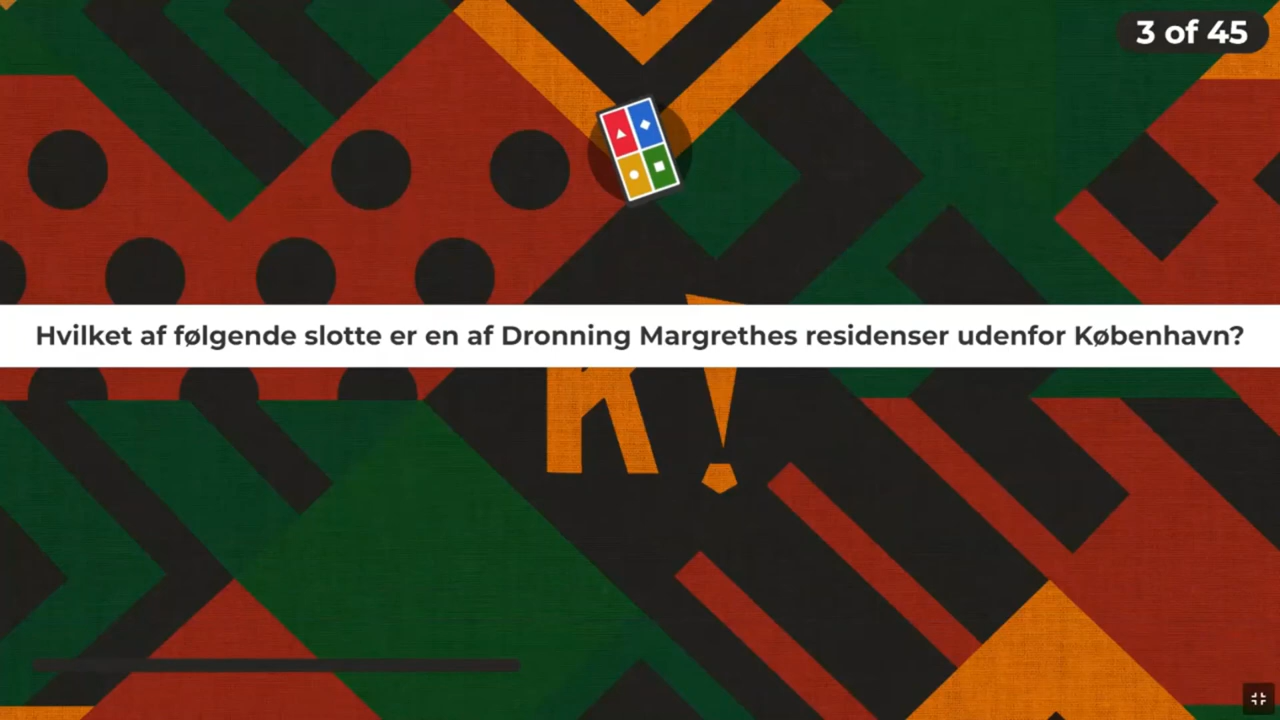 3 of 45
Hvilket af følgende slotte er en af Dronning Margrethes residenser udenfor København?
K!